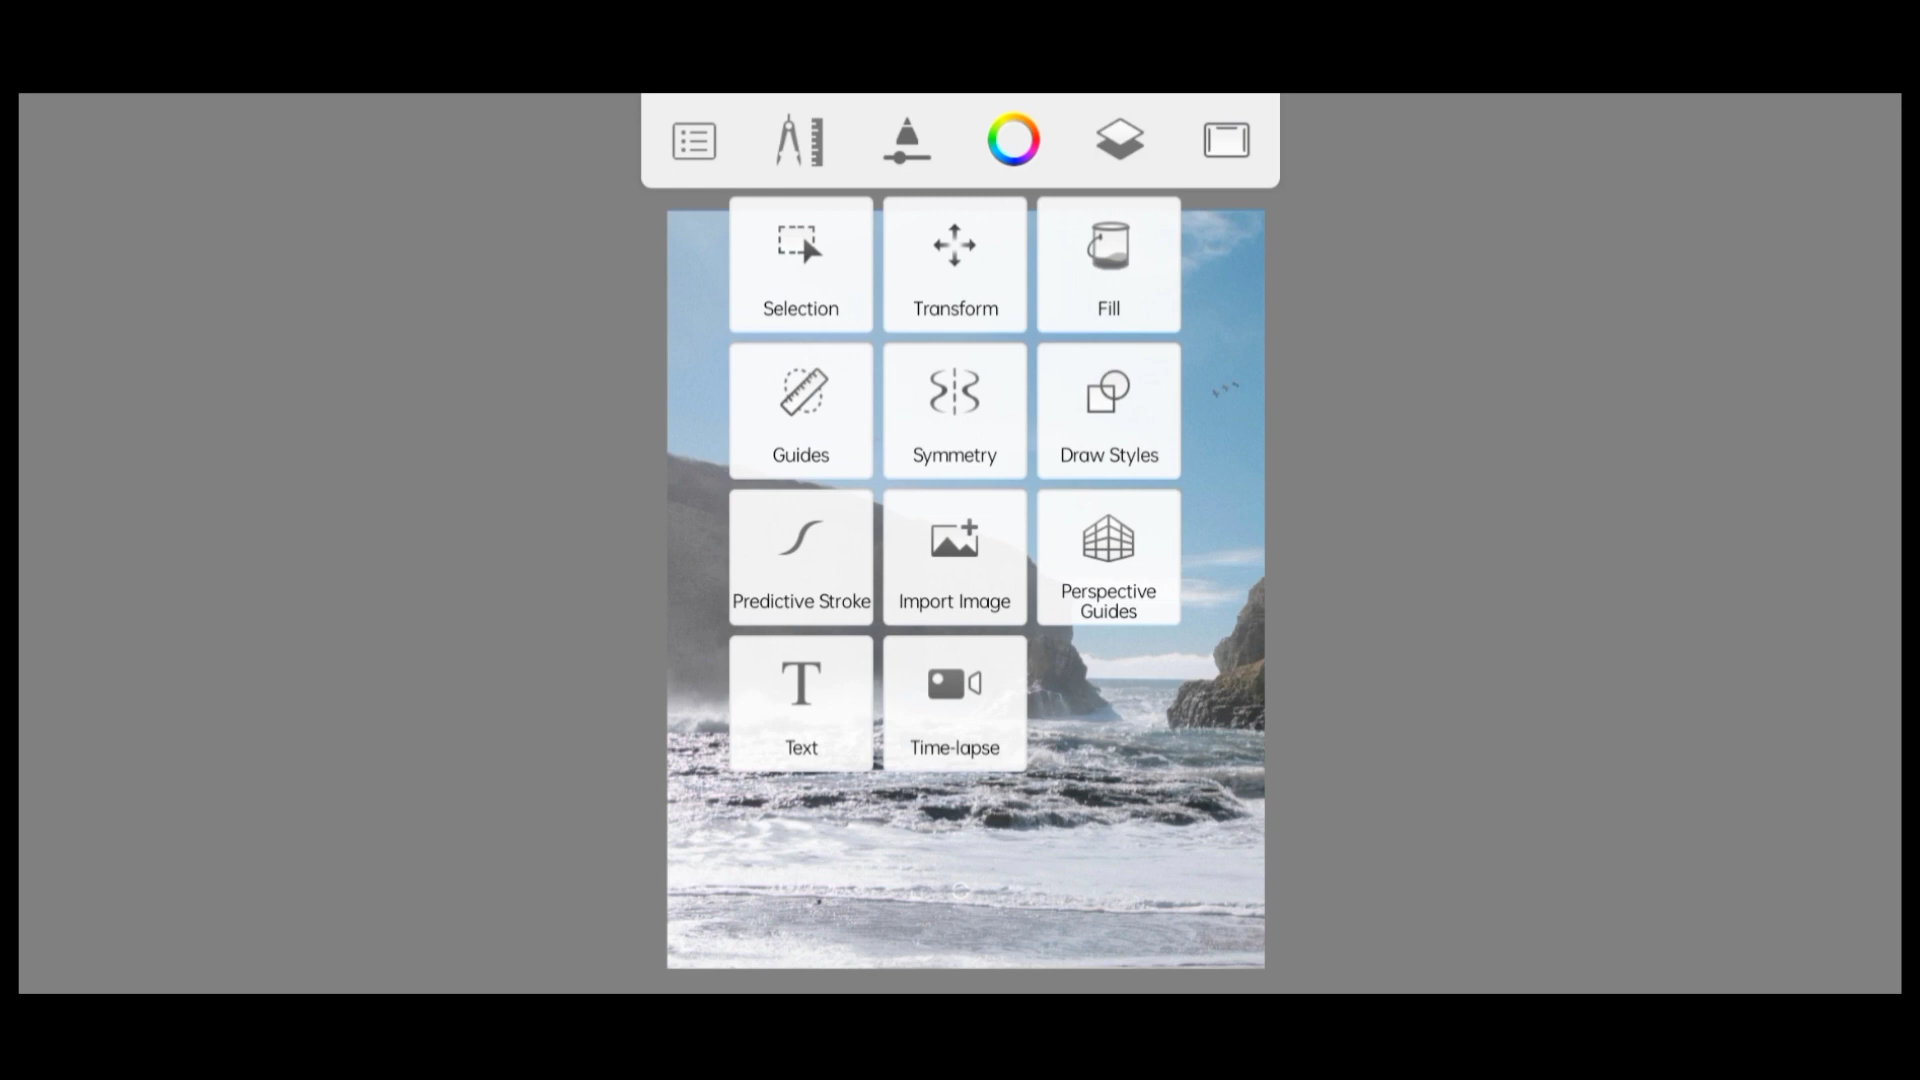 Selection
Transform
Fill
Guides
Symmetry
Draw Styles
Predictive Stroke
Import Image
Perspective
Guides
Text
Time-lapse